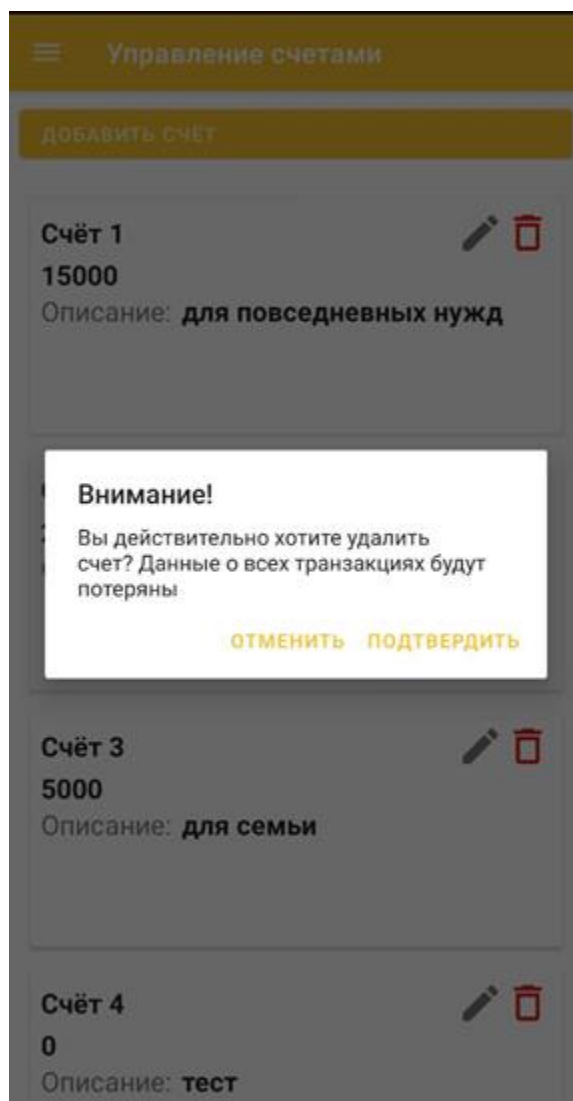 Управление счетами
ДОБАВИТЬ СЧЁТ
Счёт 1
15000
Описание: для повседневных нужд
Внимание!
Вы действительно хотите удалить
счет? Данные о всех транзакциях будут
потеряны
ОТМЕНИТЬ ПОДТВЕРДИТЬ
Счёт 3
5000
Описание: для семьи
Счёт 4
0
Описание: тест